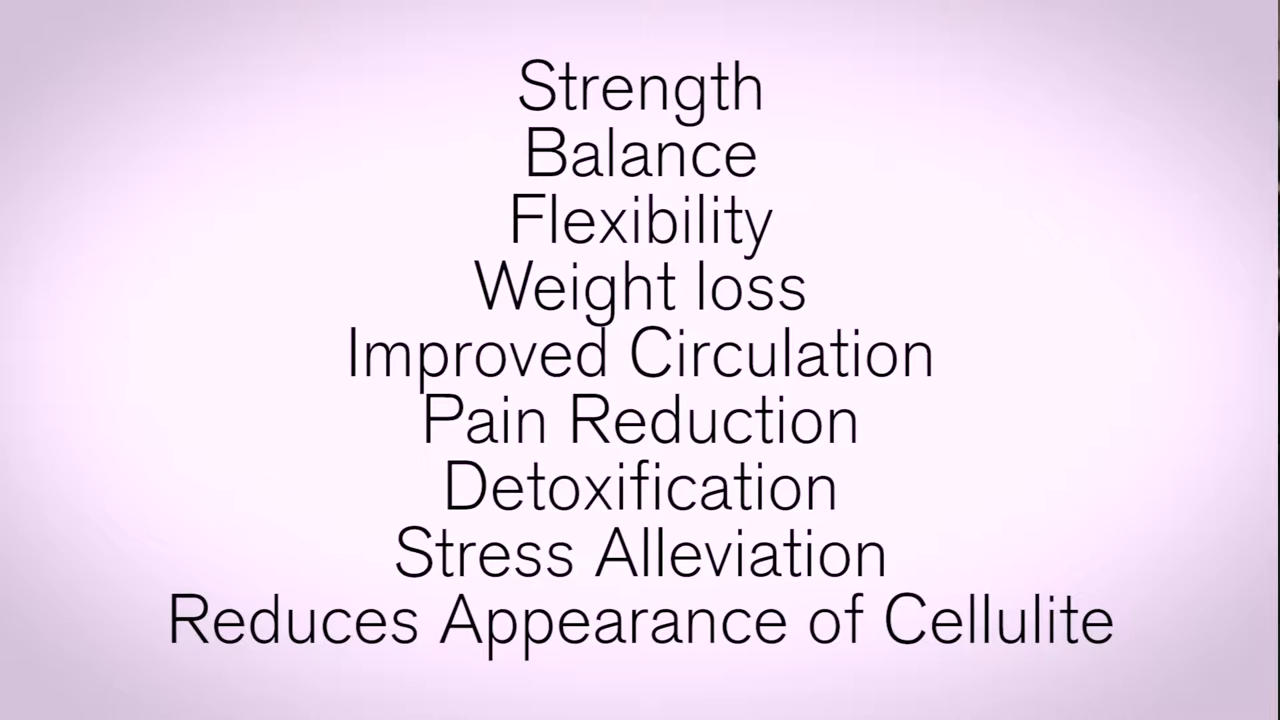 Strength
Balance
Flexibility
Weight loss
Improved Circulation
Pain Reduction
Detoxification
Stress Alleviation
Reduces Appearance of Cellulite